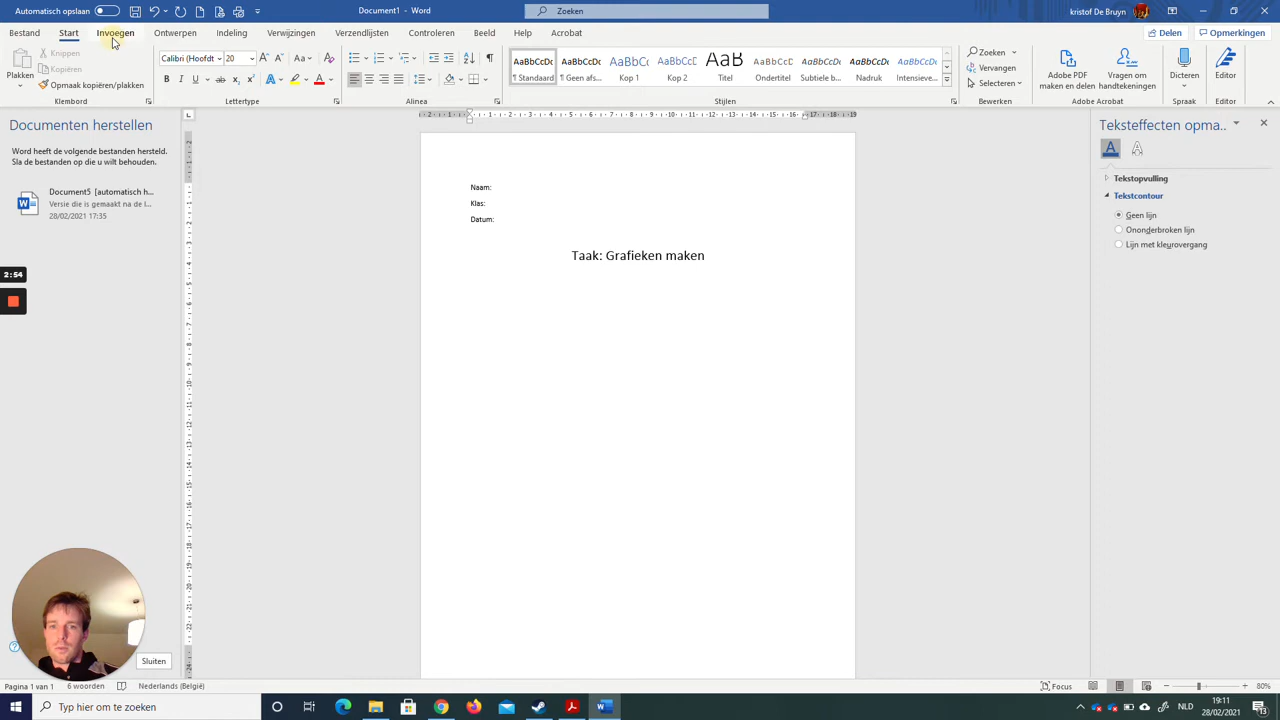 Automatisch opslaan
Document1 - Word
Zoeken
Bestand Start Invoegen Ontwerpen Indeling Verwijzingen Verzendlijsten Controleren Beeld Help Acrobat
Delen Opmerkingen
Plakken
Knippen
Kopiëren
Opmaak kopiëren/plakken
Klembord
Calibri (Hoofdt 20
Lettertype
Alinea
AaBbCcDc AaBbCcDc AaBbCc AaBbCcC AaB AaBbCcC AaBbCcDc AaBbCcDc AaBbCcDc
¶ Standaard ¶ Geen afs... Kop 1 Kop 2 Titel Ondertitel Subtiele b... Nadruk Intensieve...
Stijlen
Zoeken
Vervangen
Selecteren
Bewerken
Adobe PDF
maken en delen
Vragen om
handtekeningen
Adobe Acrobat
Dicteren
Spraak
Editor
Editor
Documenten herstellen
Word heeft de volgende bestanden hersteld.
Sla de bestanden op die u wilt behouden.
Document5 [automatisch h...
Versie die is gemaakt na de l...
28/02/2021 17:35
2:54
Naam:
Klas:
Datum:
Taak: Grafieken maken
Teksteffecten opma...
Tekstopvulling
Tekstcontour
Geen lijn
Ononderbroken lijn
Lijn met kleurovergang
Sluiten
Pagina 1 van 1 6 woorden Nederlands (België)
Focus
80%
Typ hier om te zoeken
NLD
19:11
28/02/2021